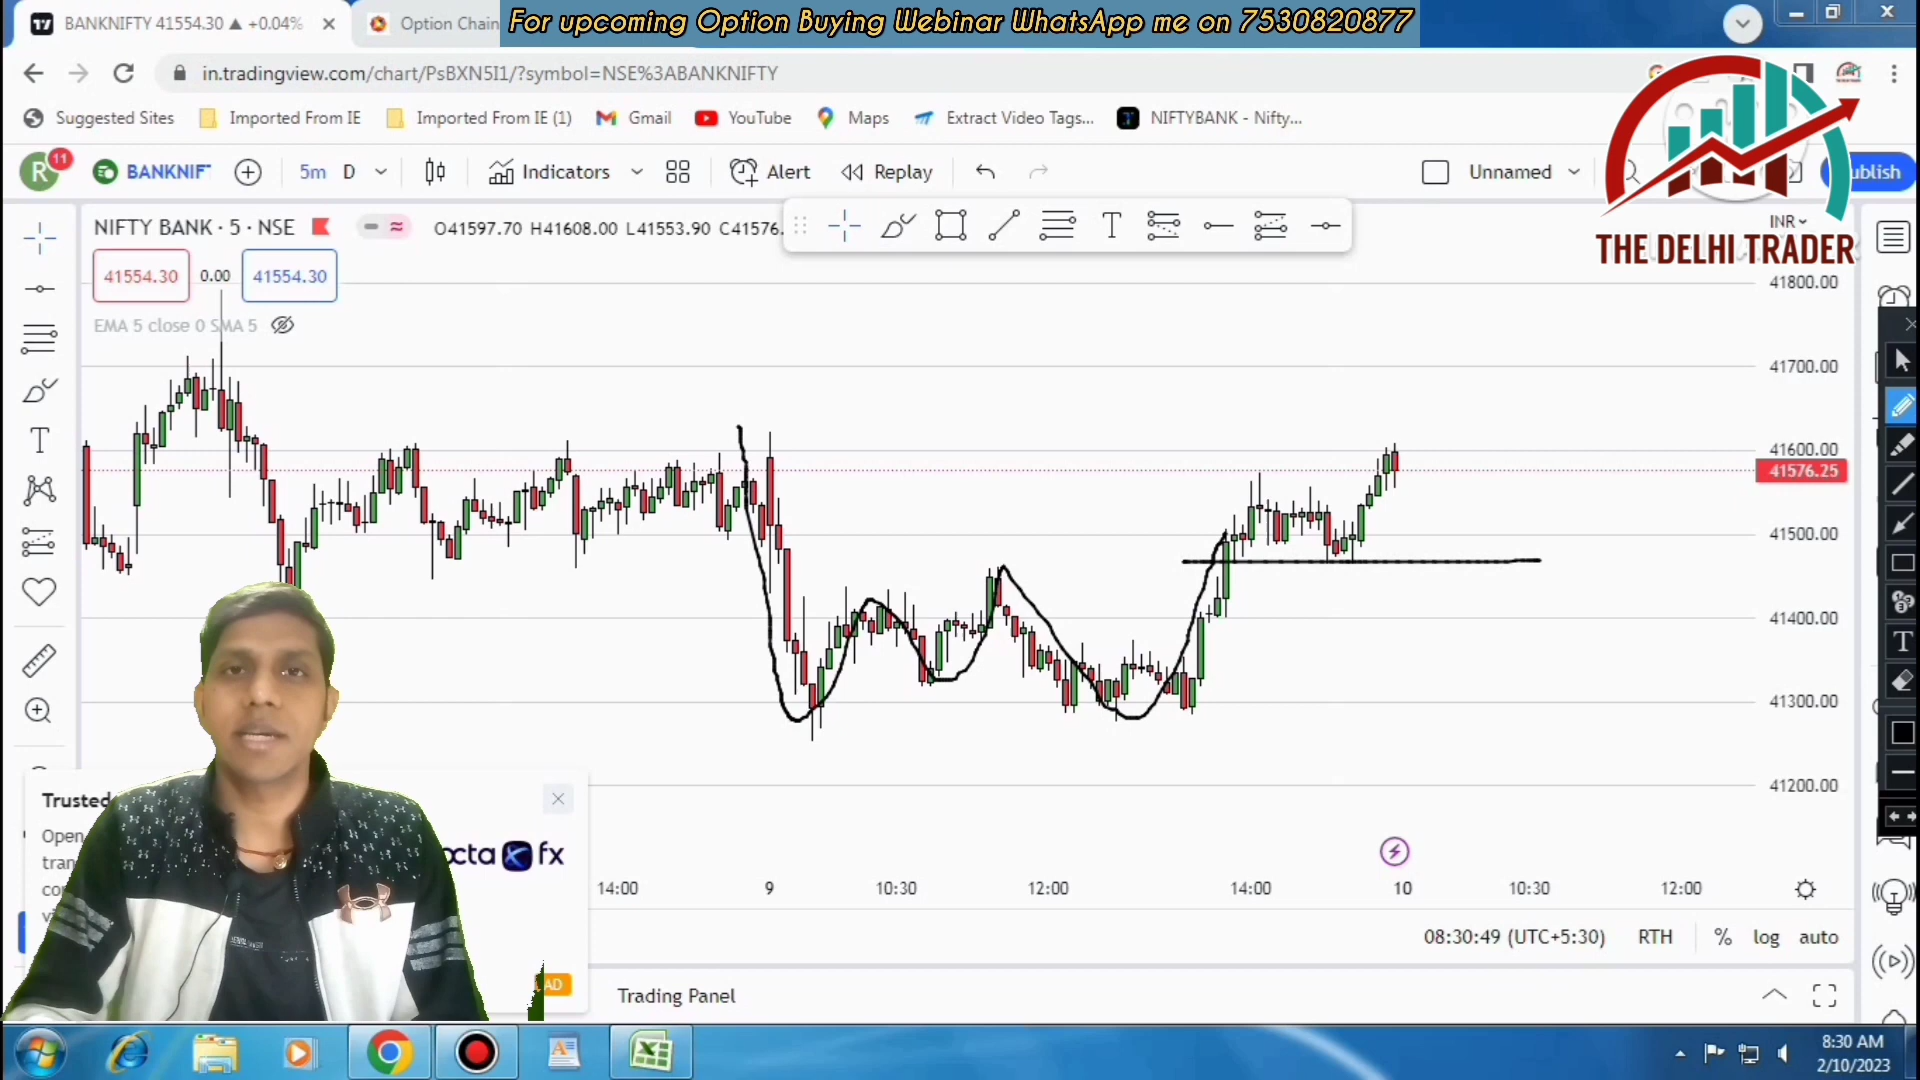 BANKNIFTY 41554.30 ▲ +0.04%
Option Chain
For upcoming Option Buying Webinar WhatsApp me on 7530820877
in.tradingview.com/chart/PsBXN5I1/?symbol=NSE%3ABANKNIFTY
Suggested Sites
Imported From IE
Imported From IE (1)
Gmail
YouTube
Maps
Extract Video Tags...
NIFTYBANK - Nifty...
R
11
BANKNIF
5m
D
Indicators
Alert
Replay
Unnamed
THE DELHI TRADER
NIFTY BANK · 5 · NSE
O41597.70 H41608.00 L41553.90 C41576.
INR
41554.30
0.00
41554.30
EMA 5 close 0 SMA 5
41800.00
41700.00
41600.00
41576.25
41500.00
41400.00
41300.00
41200.00
Trusted
Open
fx
AD
14:00
9
10:30
12:00
14:00
10
10:30
12:00
08:30:49 (UTC+5:30)
RTH
%
log
auto
Trading Panel
8:30 AM
2/10/2023